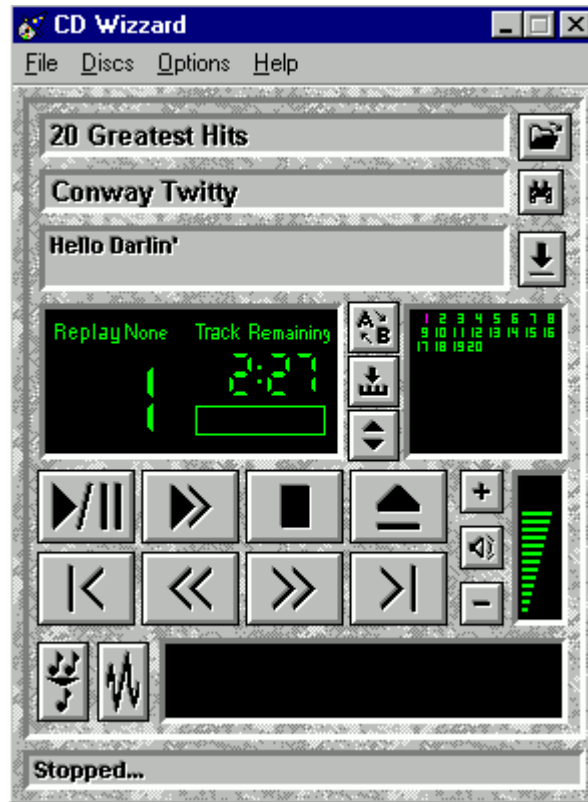 CD Wizzard
File Discs Options Help
20 Greatest Hits
Conway Twitty
Hello Darlin'
Replay None Track Remaining
1 2:27
A B
1 2 3 4 5 6 7 8
9 10 11 12 13 14 15 16
17 18 19 20
Stopped...